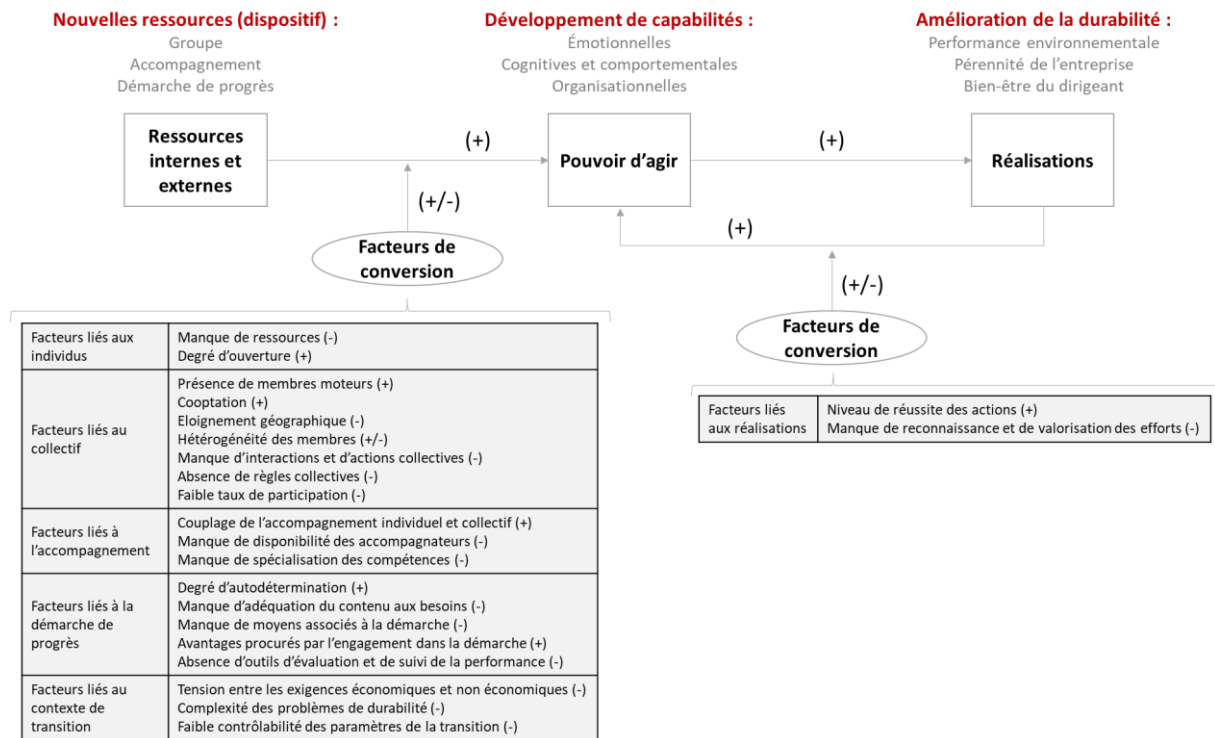 Nouvelles ressources (dispositif) :
Groupe
Accompagnement
Démarche de progrès
Développement de capabilités :
Émotionnelles
Cognitives et comportementales
Organisationnelles
Amélioration de la durabilité :
Performance environnementale
Pérennité de l'entreprise
Bien-être du dirigeant
Ressources
internes et
externes
(+)
Pouvoir d'agir
(+)
Réalisations
(+/-)
(+)
Facteurs de
conversion
(+/-)
Facteurs de
conversion
Facteurs liés aux
individus
Manque de ressources (-)
Degré d'ouverture (+)
Facteurs liés au
collectif
Présence de membres moteurs (+)
Cooptation (+)
Eloignement géographique (-)
Hétérogénéité des membres (+/-)
Manque d'interactions et d'actions collectives (-)
Absence de règles collectives (-)
Faible taux de participation (-)
Facteurs liés à
l'accompagnement
Couplage de l'accompagnement individuel et collectif (+)
Manque de disponibilité des accompagnateurs (-)
Manque de spécialisation des compétences (-)
Facteurs liés à la
démarche de
progrès
Degré d'autodétermination (+)
Manque d'adéquation du contenu aux besoins (-)
Manque de moyens associés à la démarche (-)
Avantages procurés par l'engagement dans la démarche (+)
Absence d'outils d'évaluation et de suivi de la performance (-)
Facteurs liés au
contexte de
transition
Tension entre les exigences économiques et non économiques (-)
Complexité des problèmes de durabilité (-)
Faible contrôlabilité des paramètres de la transition (-)
Facteurs liés
aux réalisations
Niveau de réussite des actions (+)
Manque de reconnaissance et de valorisation des efforts (-)